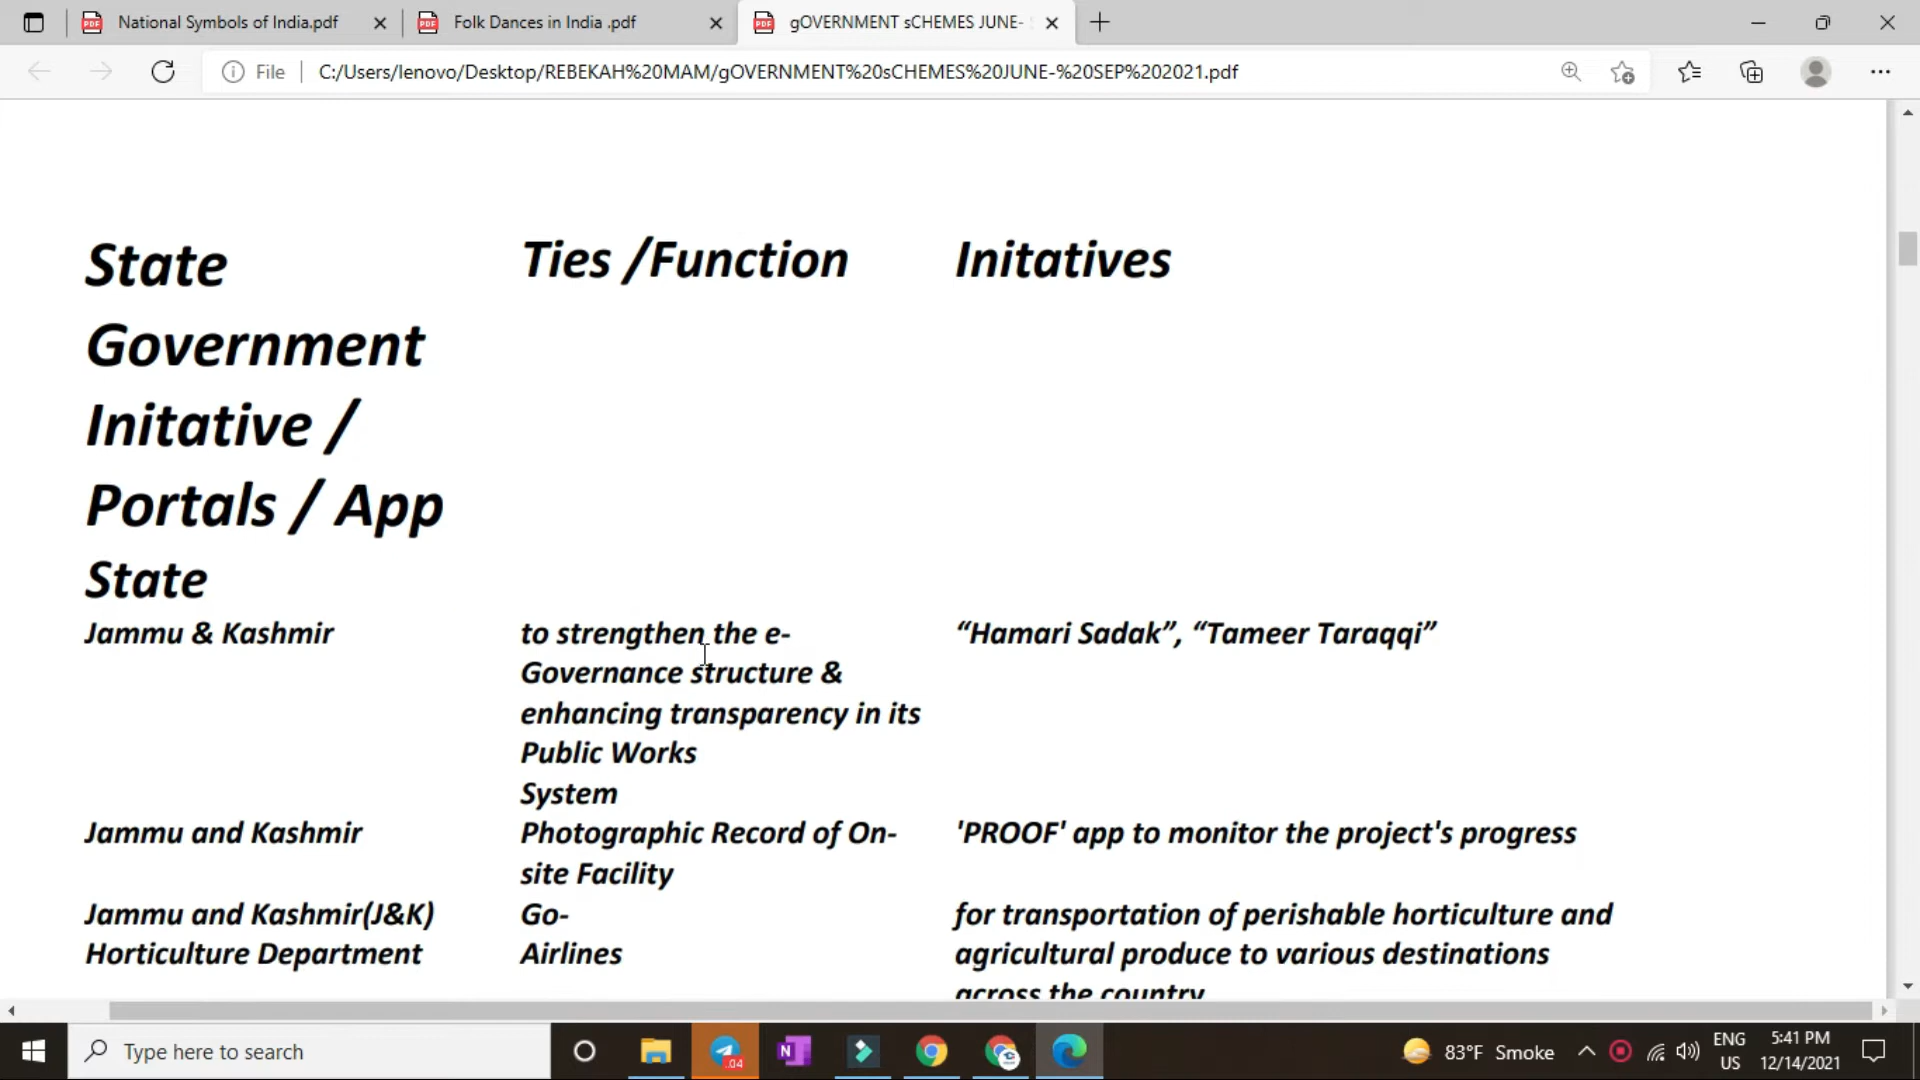 National Symbols of India.pdf
Folk Dances in India .pdf
gOVERNMENT sCHEMES JUNE-
File
C:/Users/lenovo/Desktop/REBEKAH%20MAM/gOVERNMENT%20sCHEMES%20JUNE-%20SEP%202021.pdf
State
Government
Initative /
Portals / App
State
Ties /Function
Initatives
Jammu & Kashmir
to strengthen the e-
Governance structure &
enhancing transparency in its
Public Works
System
“Hamari Sadak”, “Tameer Taraqqi”
Jammu and Kashmir
Photographic Record of On-
site Facility
'PROOF' app to monitor the project's progress
Jammu and Kashmir(J&K)
Horticulture Department
Go-
Airlines
for transportation of perishable horticulture and
agricultural produce to various destinations
across the country
Type here to search
.04
83°F Smoke
ENG
US
5:41 PM
12/14/2021